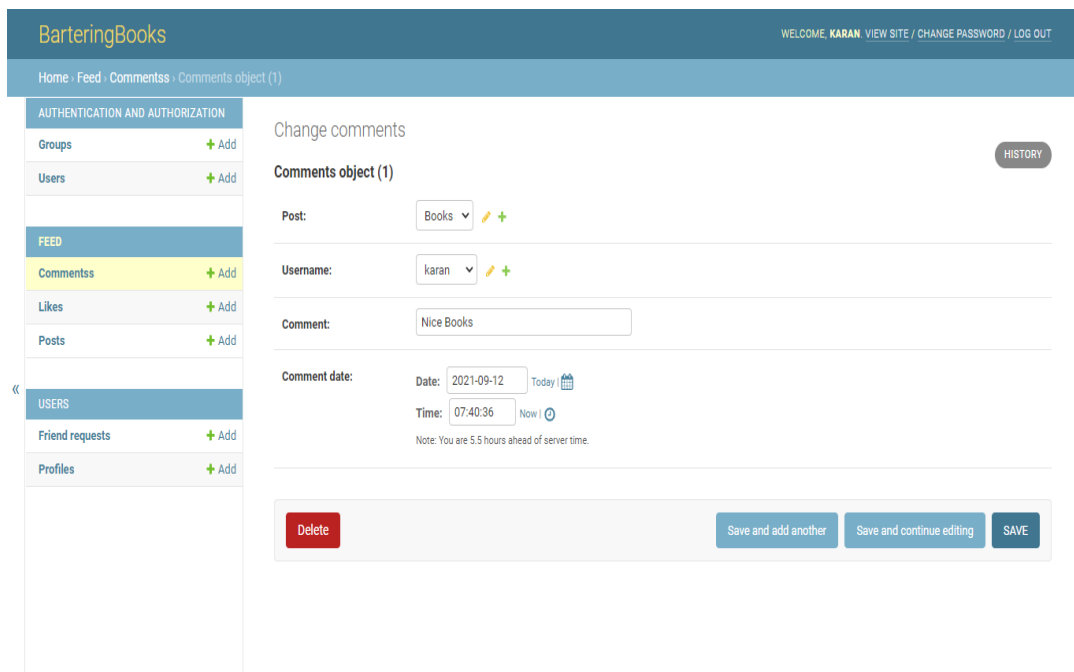 BarteringBooks
WELCOME, KARAN. VIEW SITE / CHANGE PASSWORD / LOG OUT
Home › Feed › Commentss › Comments object (1)
AUTHENTICATION AND AUTHORIZATION
Groups + Add
Users + Add
FEED
Commentss + Add
Likes + Add
Posts + Add
«
USERS
Friend requests + Add
Profiles + Add
Change comments
HISTORY
Comments object (1)
Post: Books
Username: karan
Comment: Nice Books
Comment date: Date: 2021-09-12 Today |
Time: 07:40:36 Now |
Note: You are 5.5 hours ahead of server time.
Delete Save and add another Save and continue editing SAVE